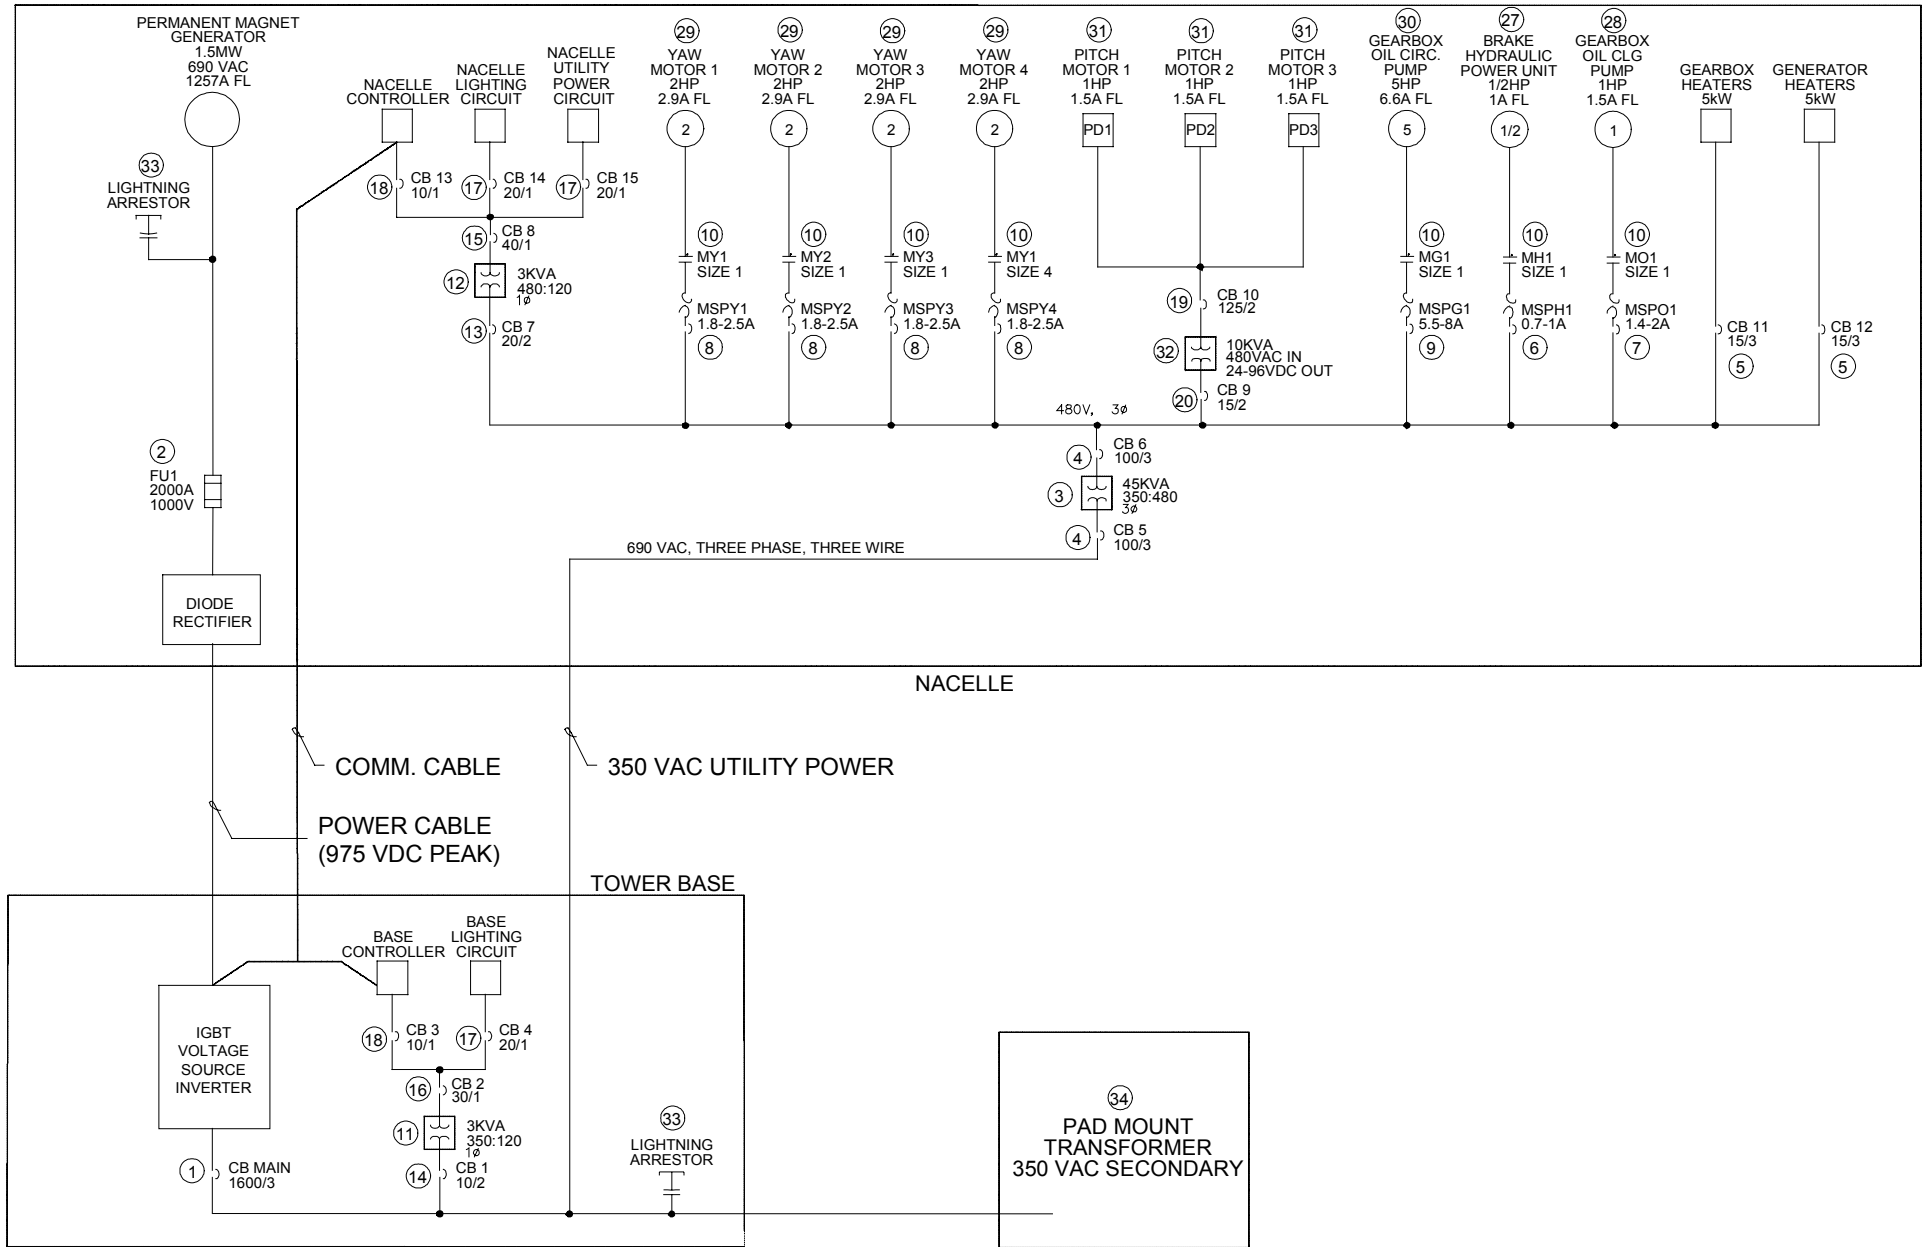 PERMANENT MAGNET
GENERATOR
1.5MW
690 VAC
1257A FL
33
LIGHTNING
ARRESTOR
2
FU1
2000A
1000V
DIODE
RECTIFIER
NACELLE
CONTROLLER
NACELLE
LIGHTING
CIRCUIT
NACELLE
UTILITY
POWER
CIRCUIT
18
CB 13
10/1
17
CB 14
20/1
17
CB 15
20/1
15
CB 8
40/1
12
3KVA
480:120
1ø
13
CB 7
20/2
29
YAW
MOTOR 1
2HP
2.9A FL
2
10
MY1
SIZE 1
MSPY1
1.8-2.5A
8
29
YAW
MOTOR 2
2HP
2.9A FL
2
10
MY2
SIZE 1
MSPY2
1.8-2.5A
8
29
YAW
MOTOR 3
2HP
2.9A FL
2
10
MY3
SIZE 1
MSPY3
1.8-2.5A
8
29
YAW
MOTOR 4
2HP
2.9A FL
2
10
MY1
SIZE 4
MSPY4
1.8-2.5A
8
31
PITCH
MOTOR 1
1HP
1.5A FL
PD1
31
PITCH
MOTOR 2
1HP
1.5A FL
PD2
31
PITCH
MOTOR 3
1HP
1.5A FL
PD3
19
CB 10
125/2
32
10KVA
480VAC IN
24-96VDC OUT
20
CB 9
15/2
30
GEARBOX
OIL CIRC.
PUMP
5HP
6.6A FL
5
10
MG1
SIZE 1
MSPG1
5.5-8A
9
27
BRAKE
HYDRAULIC
POWER UNIT
1/2HP
1A FL
1/2
10
MH1
SIZE 1
MSPH1
0.7-1A
6
28
GEARBOX
OIL CLG
PUMP
1HP
1.5A FL
1
10
MO1
SIZE 1
MSPO1
1.4-2A
7
GEARBOX
HEATERS
5kW
CB 11
15/3
5
GENERATOR
HEATERS
5kW
CB 12
15/3
5
480V, 3ø
4
CB 6
100/3
3
45KVA
350:480
3ø
4
CB 5
100/3
690 VAC, THREE PHASE, THREE WIRE
NACELLE
COMM. CABLE
350 VAC UTILITY POWER
POWER CABLE
(975 VDC PEAK)
TOWER BASE
IGBT
VOLTAGE
SOURCE
INVERTER
1
CB MAIN
1600/3
BASE
CONTROLLER
BASE
LIGHTING
CIRCUIT
18
CB 3
10/1
17
CB 4
20/1
16
CB 2
30/1
11
3KVA
350:120
1ø
14
CB 1
10/2
33
LIGHTNING
ARRESTOR
34
PAD MOUNT
TRANSFORMER
350 VAC SECONDARY